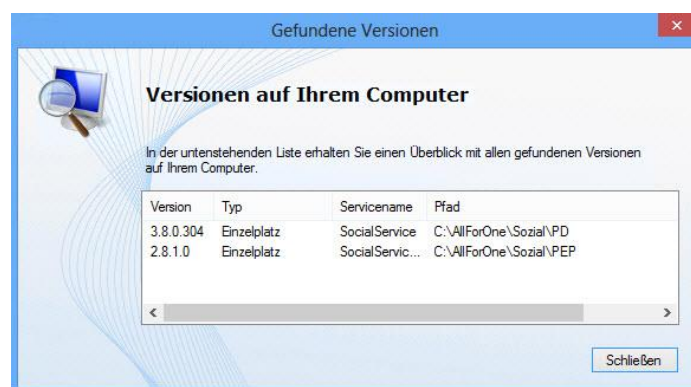 Gefundene Versionen
Versionen auf Ihrem Computer
In der untenstehenden Liste erhalten Sie einen Überblick mit allen gefundenen Versionen
auf Ihrem Computer.
Version Typ Servicename Pfad
3.8.0.304 Einzelplatz SocialService C:\AllForOne\Sozial\PD
2.8.1.0 Einzelplatz SocialServic... C:\AllForOne\Sozial\PEP
Schließen